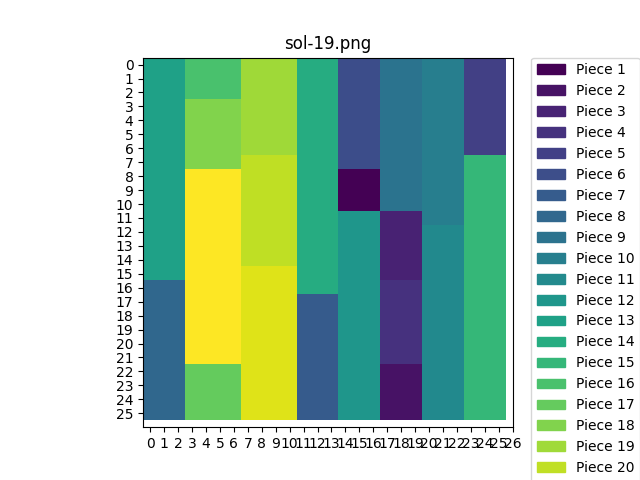 sol-19.png
0
1
2
3
4
5
6
7
8
9
10
11
12
13
14
15
16
17
18
19
20
21
22
23
24
25
0 1 2 3 4 5 6 7 8 9 10 11 12 13 14 15 16 17 18 19 20 21 22 23 24 25 26
Piece 1
Piece 2
Piece 3
Piece 4
Piece 5
Piece 6
Piece 7
Piece 8
Piece 9
Piece 10
Piece 11
Piece 12
Piece 13
Piece 14
Piece 15
Piece 16
Piece 17
Piece 18
Piece 19
Piece 20